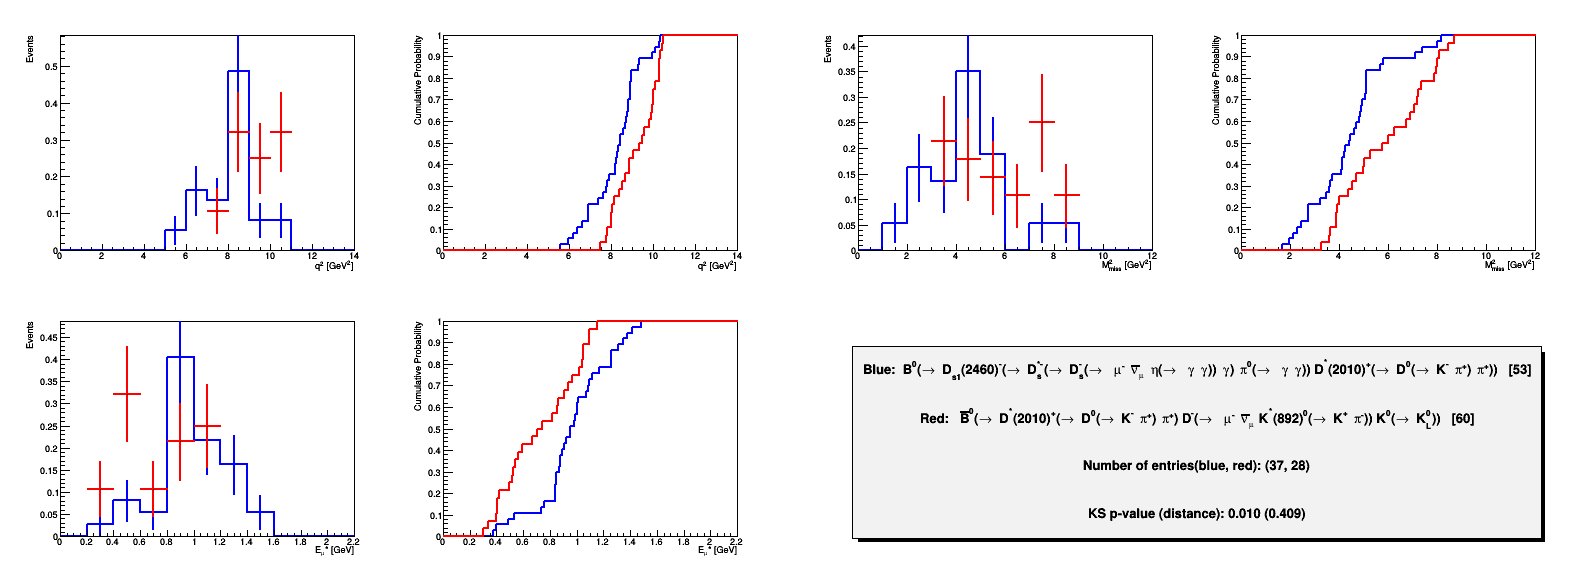 Events
0.5
0.4
0.3
0.2
0.1
0
0 2 4 6 8 10 12 14
q² [GeV²]
Cumulative Probability
1
0.9
0.8
0.7
0.6
0.5
0.4
0.3
0.2
0.1
0
0 2 4 6 8 10 12 14
q² [GeV²]
Events
0.4
0.35
0.3
0.25
0.2
0.15
0.1
0.05
0
0 2 4 6 8 10 12
M²miss [GeV²]
Cumulative Probability
1
0.9
0.8
0.7
0.6
0.5
0.4
0.3
0.2
0.1
0
0 2 4 6 8 10 12
M²miss [GeV²]
Events
0.45
0.4
0.35
0.3
0.25
0.2
0.15
0.1
0.05
0
0 0.2 0.4 0.6 0.8 1 1.2 1.4 1.6 1.8 2 2.2
Eμ* [GeV]
Cumulative Probability
1
0.9
0.8
0.7
0.6
0.5
0.4
0.3
0.2
0.1
0
0 0.2 0.4 0.6 0.8 1 1.2 1.4 1.6 1.8 2 2.2
Eμ* [GeV]
Blue: B⁰(→ Ds1(2460)⁻(→ Ds*⁻(→ Ds⁻(→ μ⁻ ν̅μ η(→ γ γ)) γ) π⁰(→ γ γ)) D*(2010)⁺(→ D⁰(→ K⁻ π⁺) π⁺)) [53]
Red: B̅⁰(→ D*(2010)⁺(→ D⁰(→ K⁻ π⁺) π⁺) D⁻(→ μ⁻ ν̅μ K*(892)⁰(→ K⁺ π⁻)) K⁰(→ K⁰L)) [60]
Number of entries(blue, red): (37, 28)
KS p-value (distance): 0.010 (0.409)